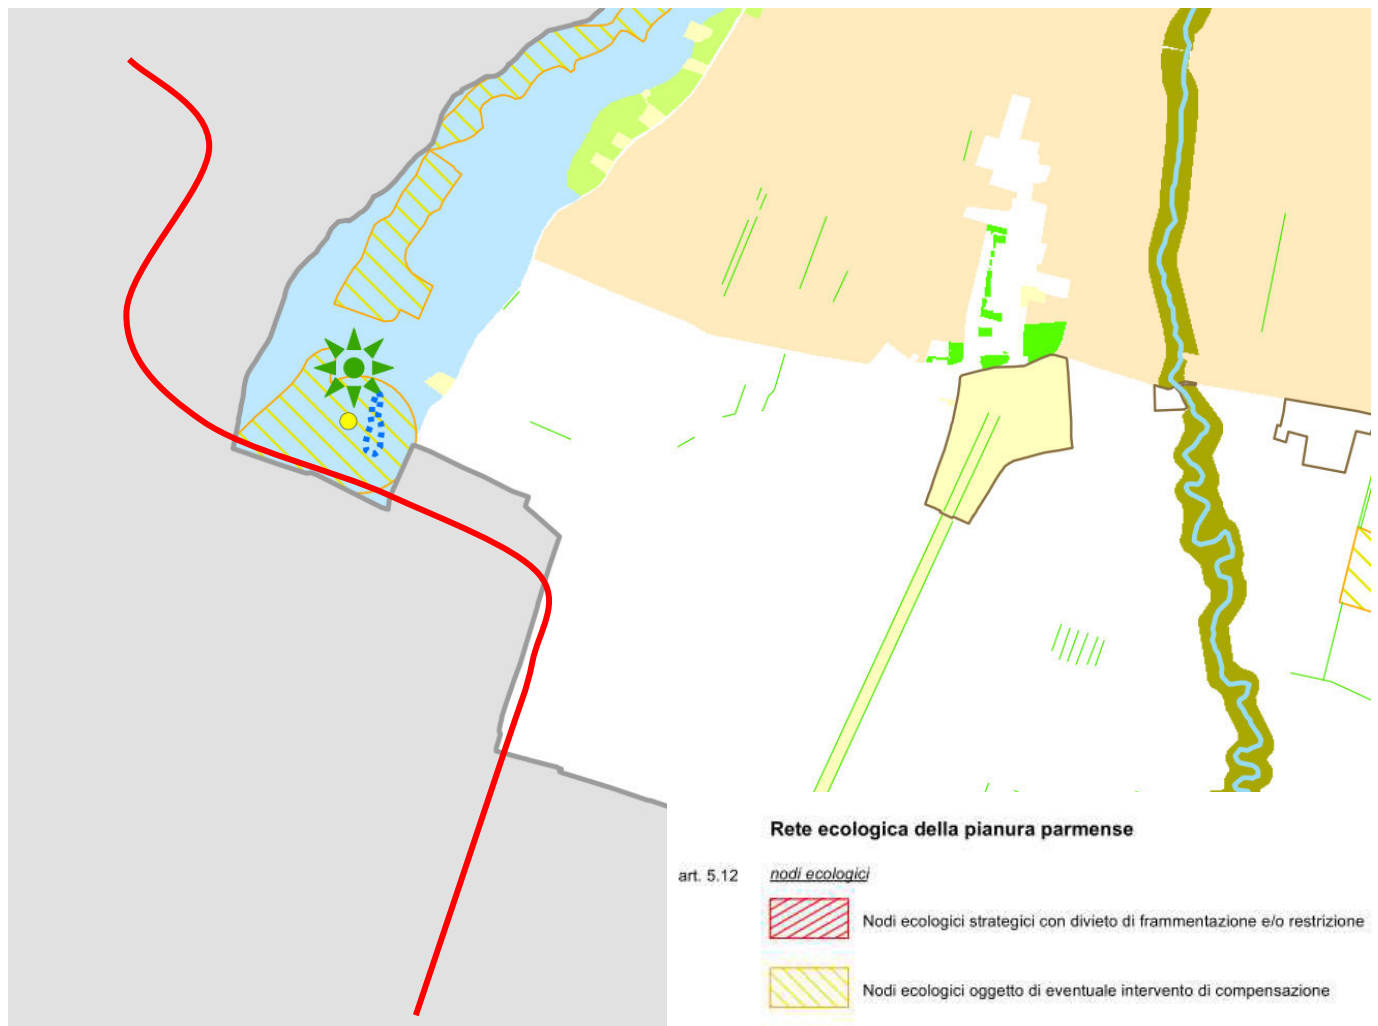 Rete ecologica della pianura parmense
art. 5.12 nodi ecologici
Nodi ecologici strategici con divieto di frammentazione e/o restrizione
Nodi ecologici oggetto di eventuale intervento di compensazione